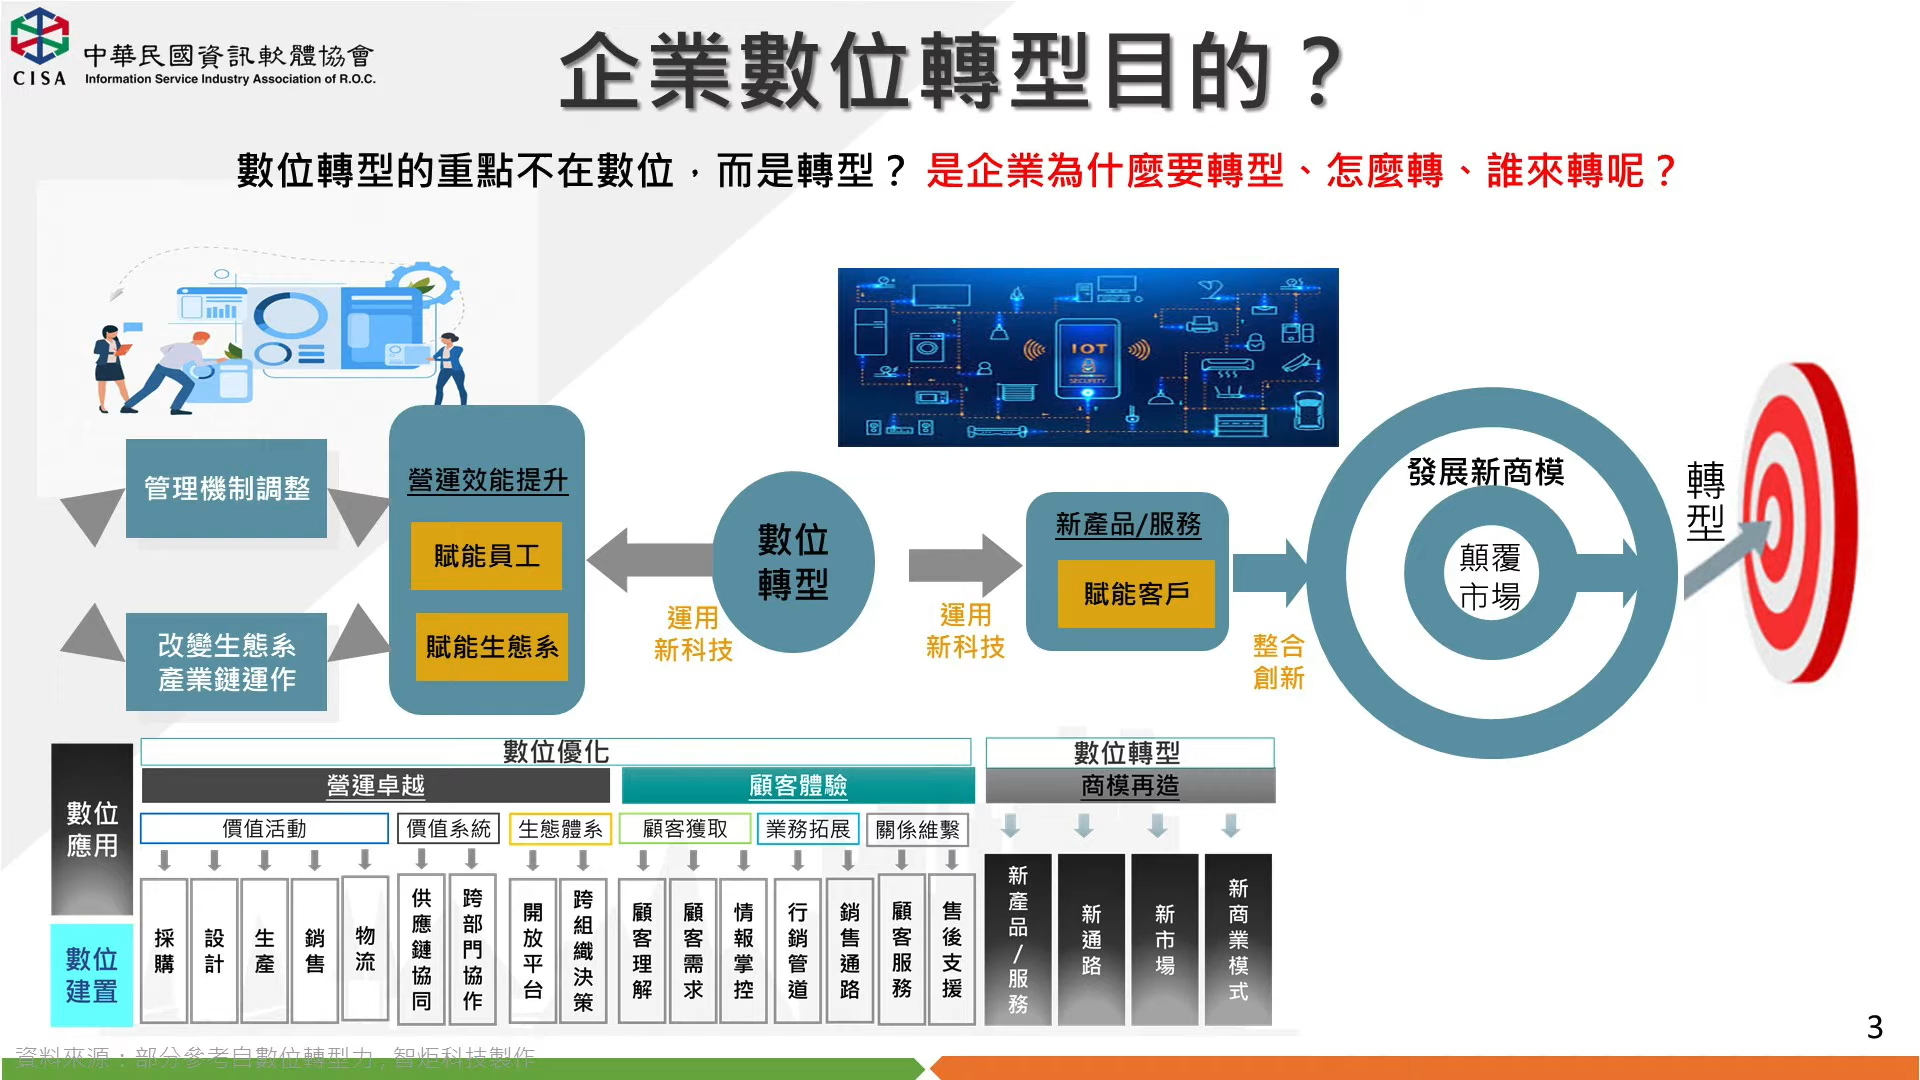 CISA
中華民國資訊軟體協會
Information Service Industry Association of R.O.C.
企業數位轉型目的？
數位轉型的重點不在數位，而是轉型？ 是企業為什麼要轉型、怎麼轉、誰來轉呢？
IOT
SECURITY
管理機制調整
改變生態系
產業鏈運作
營運效能提升
賦能員工
賦能生態系
運用
新科技
數位
轉型
運用
新科技
新產品/服務
賦能客戶
整合
創新
發展新商模
顛覆
市場
轉型
數位
應用
數位
建置
數位優化
數位轉型
營運卓越
顧客體驗
商模再造
價值活動
價值系統
生態體系
顧客獲取
業務拓展
關係維繫
採購
設計
生產
銷售
物流
供應鏈協同
跨部門協作
開放平台
跨組織決策
顧客理解
顧客需求
情報掌控
行銷管道
銷售通路
顧客服務
售後支援
新產品/服務
新通路
新市場
新商業模式
資料來源：部分參考自數位轉型力, 智炬科技製作
3